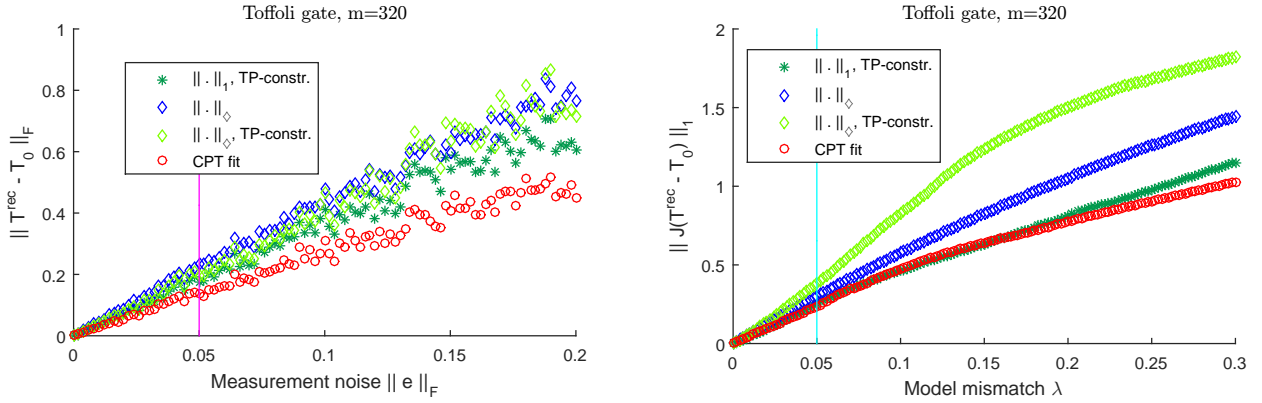 Toffoli gate, m=320
|| T^rec - T_0 ||_F
1
0.8
0.6
0.4
0.2
0
|| . ||_1, TP-constr.
|| . ||_◇
|| . ||_◇, TP-constr.
CPT fit
0 0.05 0.1 0.15 0.2
Measurement noise || e ||_F
Toffoli gate, m=320
|| J(T^rec - T_0) ||_1
2
1.5
1
0.5
0
|| . ||_1, TP-constr.
|| . ||_◇
|| . ||_◇, TP-constr.
CPT fit
0 0.05 0.1 0.15 0.2 0.25 0.3
Model mismatch λ